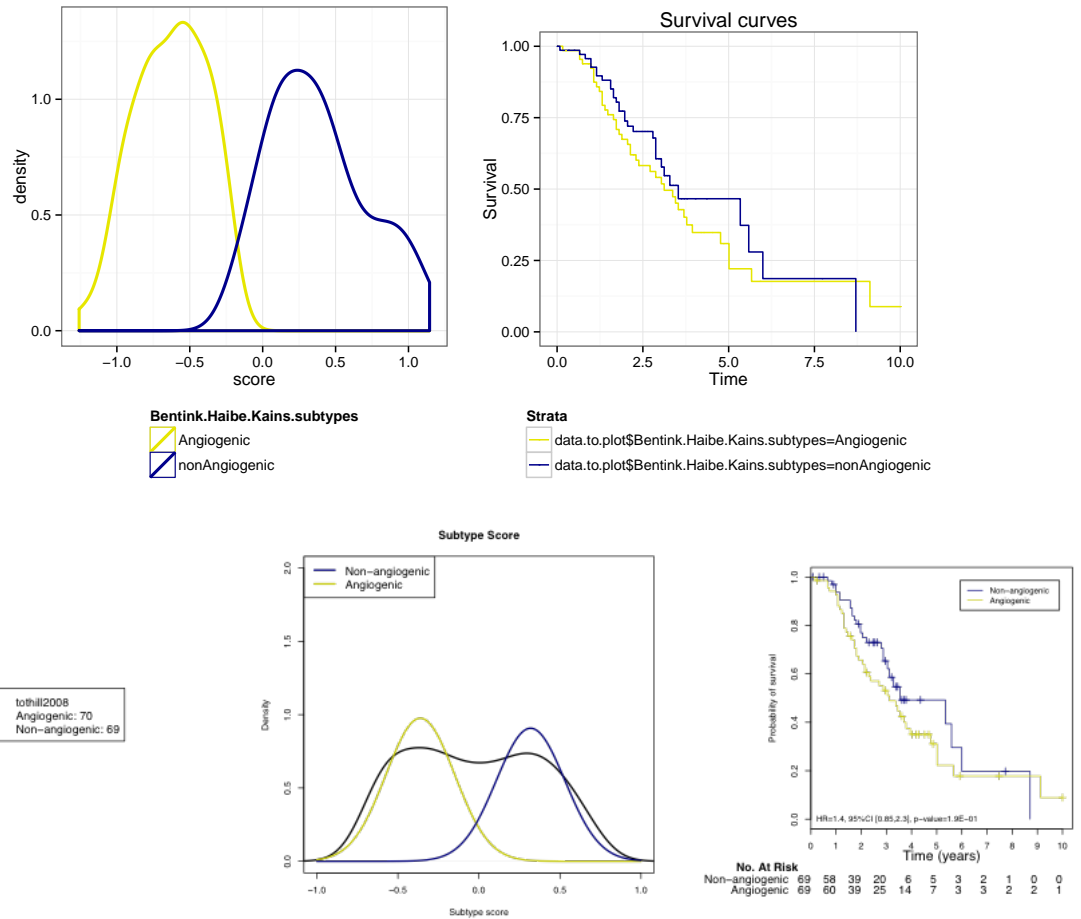 Survival curves
density
1.0
0.5
0.0
−1.0 −0.5 0.0 0.5 1.0
score
Survival
1.00
0.75
0.50
0.25
0.00
0.0 2.5 5.0 7.5 10.0
Time
Bentink.Haibe.Kains.subtypes
Angiogenic
nonAngiogenic
Strata
data.to.plot$Bentink.Haibe.Kains.subtypes=Angiogenic
data.to.plot$Bentink.Haibe.Kains.subtypes=nonAngiogenic
tothill2008
Angiogenic: 70
Non−angiogenic: 69
Subtype Score
Non−angiogenic
Angiogenic
Density
2.0
1.5
1.0
0.5
0.0
−1.0 −0.5 0.0 0.5 1.0
Subtype score
Non−angiogenic
Angiogenic
Probability of survival
1.0
0.8
0.6
0.4
0.2
0.0
HR=1.4, 95%CI [0.85,2.3], p−value=1.9E−01
0 1 2 3 4 5 6 7 8 9 10
Time (years)
No. At Risk
Non−angiogenic 69 58 39 20 6 5 3 2 1 0 0
Angiogenic 69 60 39 25 14 7 3 3 2 2 1